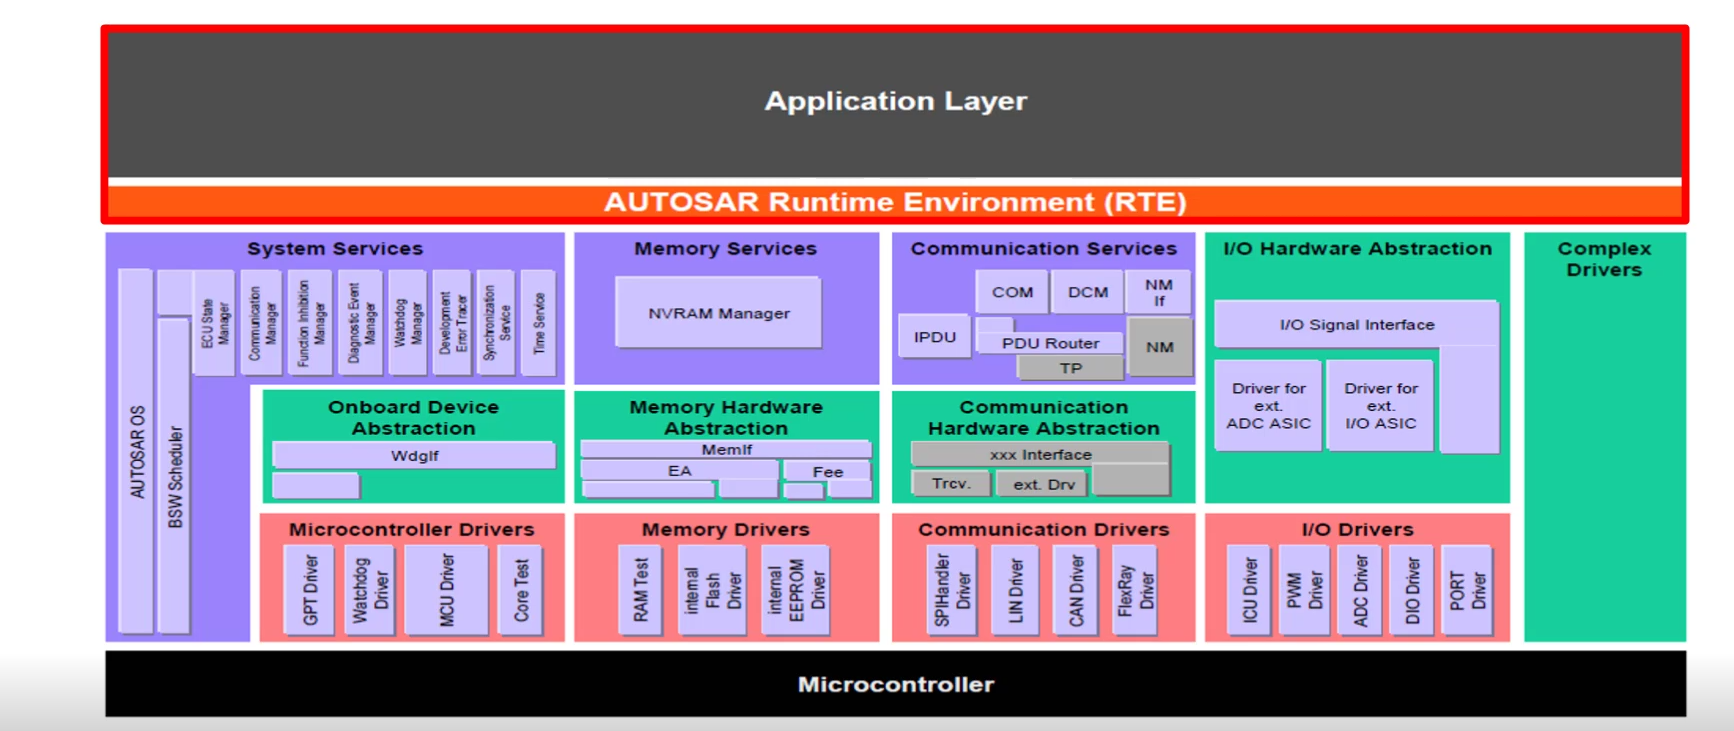 Application Layer
AUTOSAR Runtime Environment (RTE)
System Services
AUTOSAR OS
BSW Scheduler
ECU State
Manager
Communication
Manager
Function Inhibition
Manager
Diagnostic Event
Manager
Watchdog
Manager
Development
Error Tracer
Synchronization
Service
Time Service
Memory Services
NVRAM Manager
Communication Services
COM
DCM
NM
If
IPDU
PDU Router
TP
NM
I/O Hardware Abstraction
I/O Signal Interface
Driver for
ext.
ADC ASIC
Driver for
ext.
I/O ASIC
Complex
Drivers
Onboard Device
Abstraction
WdgIf
Memory Hardware
Abstraction
MemIf
EA
Fee
Communication
Hardware Abstraction
xxx Interface
Trcv.
ext. Drv
Microcontroller Drivers
GPT Driver
Watchdog
Driver
MCU Driver
Core Test
Memory Drivers
RAM Test
internal
Flash
Driver
internal
EEPROM
Driver
Communication Drivers
SPIHandler
Driver
LIN Driver
CAN Driver
FlexRay
Driver
I/O Drivers
ICU Driver
PWM
Driver
ADC Driver
DIO Driver
PORT
Driver
Microcontroller